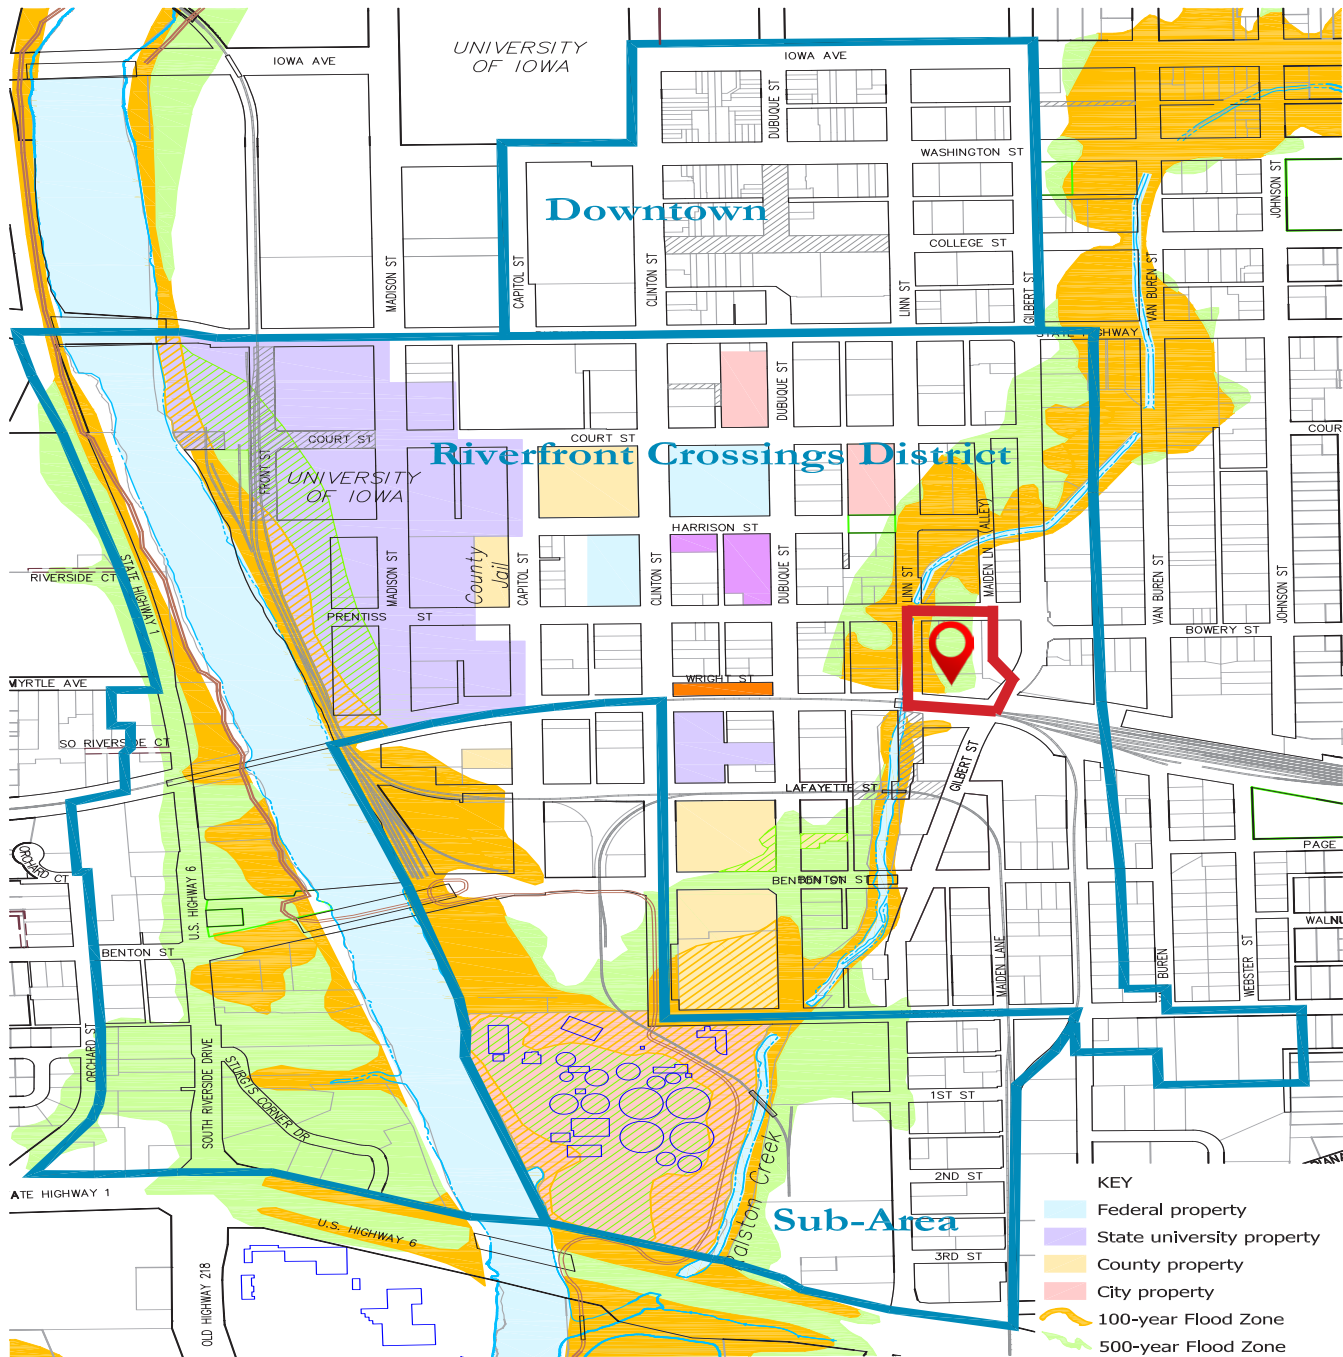 UNIVERSITY
OF IOWA
IOWA AVE
IOWA AVE
DUBUQUE ST
WASHINGTON ST
JOHNSON ST
Downtown
COLLEGE ST
MADISON ST
CAPITOL ST
CLINTON ST
LINN ST
GILBERT ST
VAN BUREN ST
STATE HIGHWAY 1
DUBUQUE ST
COURT ST
COURT ST
COUR
Riverfront Crossings District
FRONT ST
UNIVERSITY
OF IOWA
HARRISON ST
MAIDEN LN (ALLEY)
STATE HIGHWAY 1
RIVERSIDE CT
MADISON ST
County
Jail
CAPITOL ST
CLINTON ST
DUBUQUE ST
LINN ST
VAN BUREN ST
JOHNSON ST
PRENTISS ST
BOWERY ST
MYRTLE AVE
WRIGHT ST
SO RIVERSIDE CT
GILBERT ST
LAFAYETTE ST
ORCHARD CT
PAGE
U.S. HIGHWAY 6
BENTON ST
BENTON ST
WALNU
BENTON ST
MAIDEN LANE
BUREN
WEBSTER ST
ORCHARD ST
SOUTH RIVERSIDE DRIVE
STURGIS CORNER DR
1ST ST
Ralston Creek
2ND ST
ATE HIGHWAY 1
U.S. HIGHWAY 6
Sub-Area
3RD ST
OLD HIGHWAY 218
KEY
Federal property
State university property
County property
City property
100-year Flood Zone
500-year Flood Zone